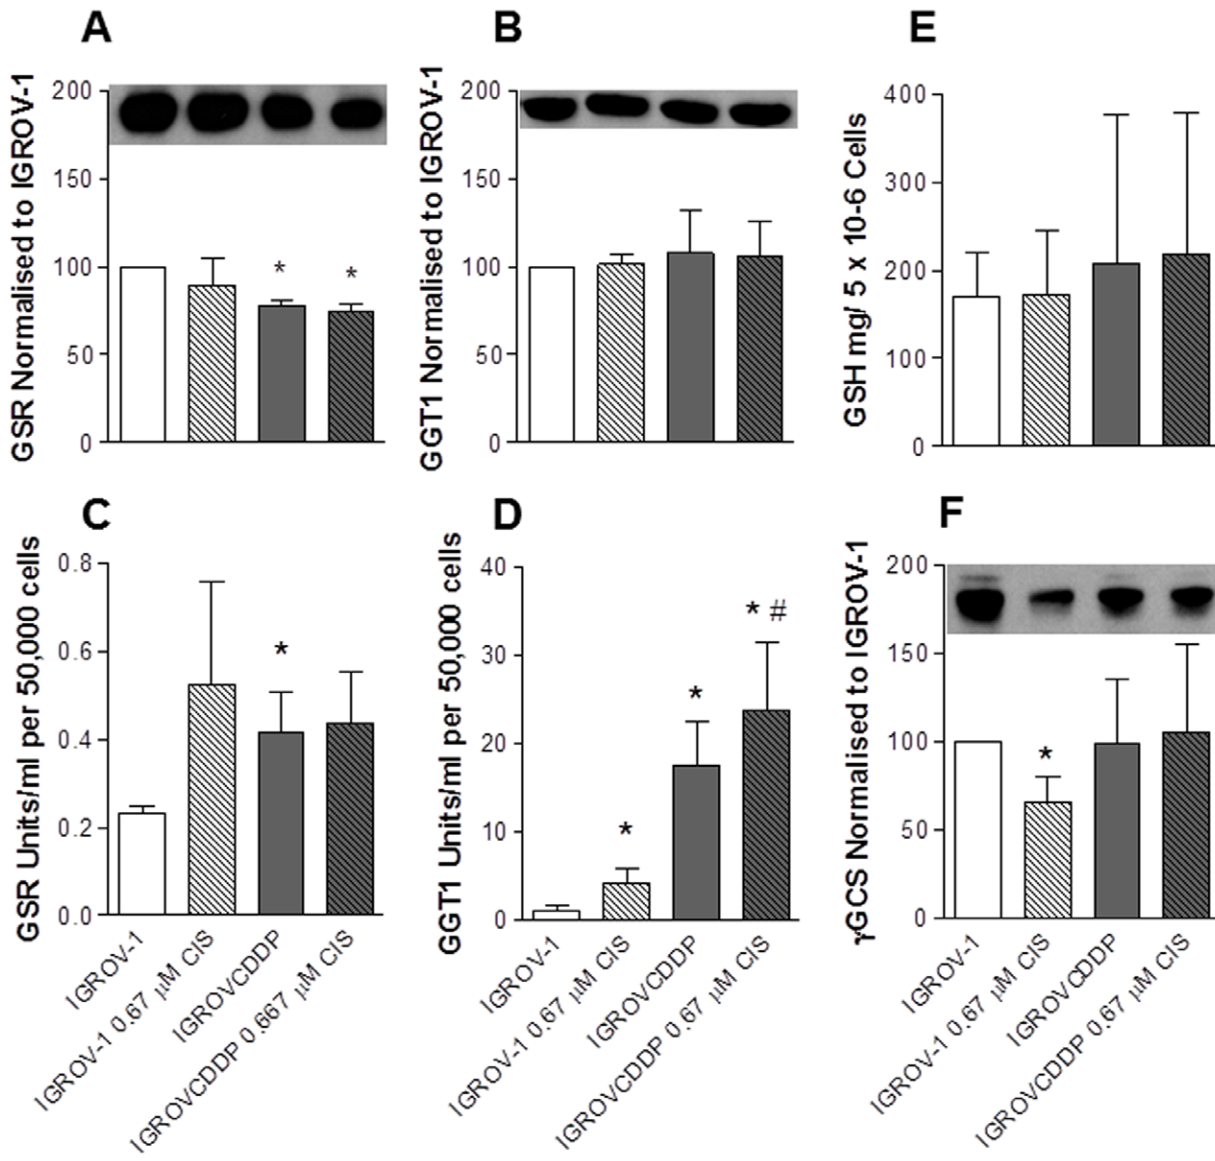 A
GSR Normalised to IGROV-1
200
150
100
50
0
*
*
B
GGT1 Normalised to IGROV-1
200
150
100
50
0
E
GSH mg/ 5 x 10-6 Cells
400
300
200
100
0
C
GSR Units/ml per 50,000 cells
0.8
0.6
0.4
0.2
0.0
*
IGROV-1
IGROV-1 0.67 µM CIS
IGROVCDDP
IGROVCDDP 0.667 µM CIS
D
GGT1 Units/ml per 50,000 cells
40
30
20
10
0
*
*
* #
IGROV-1
IGROV-1 0.67 µM CIS
IGROVCDDP
IGROVCDDP 0.67 µM CIS
F
γGCS Normalised to IGROV-1
200
150
100
50
0
*
IGROV-1
IGROV-1 0.67 µM CIS
IGROVCDDP
IGROVCDDP 0.67 µM CIS